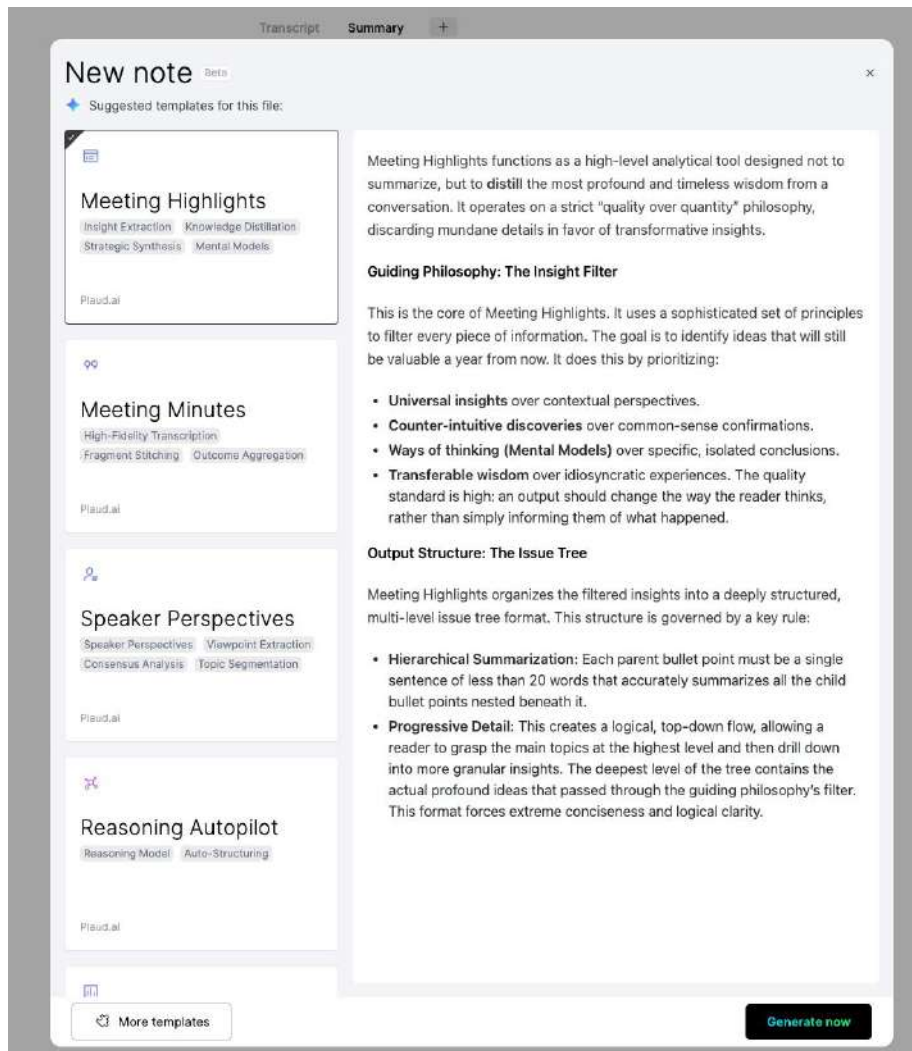 Transcript Summary +
New note Beta
×
Suggested templates for this file:
Meeting Highlights
Insight Extraction Knowledge Distillation
Strategic Synthesis Mental Models
Plaud.ai
Meeting Minutes
High-Fidelity Transcription
Fragment Stitching Outcome Aggregation
Plaud.ai
Speaker Perspectives
Speaker Perspectives Viewpoint Extraction
Consensus Analysis Topic Segmentation
Plaud.ai
Reasoning Autopilot
Reasoning Model Auto-Structuring
Plaud.ai
Meeting Highlights functions as a high-level analytical tool designed not to
summarize, but to distill the most profound and timeless wisdom from a
conversation. It operates on a strict “quality over quantity” philosophy,
discarding mundane details in favor of transformative insights.
Guiding Philosophy: The Insight Filter
This is the core of Meeting Highlights. It uses a sophisticated set of principles
to filter every piece of information. The goal is to identify ideas that will still
be valuable a year from now. It does this by prioritizing:
• Universal insights over contextual perspectives.
• Counter-intuitive discoveries over common-sense confirmations.
• Ways of thinking (Mental Models) over specific, isolated conclusions.
• Transferable wisdom over idiosyncratic experiences. The quality
standard is high: an output should change the way the reader thinks,
rather than simply informing them of what happened.
Output Structure: The Issue Tree
Meeting Highlights organizes the filtered insights into a deeply structured,
multi-level issue tree format. This structure is governed by a key rule:
• Hierarchical Summarization: Each parent bullet point must be a single
sentence of less than 20 words that accurately summarizes all the child
bullet points nested beneath it.
• Progressive Detail: This creates a logical, top-down flow, allowing a
reader to grasp the main topics at the highest level and then drill down
into more granular insights. The deepest level of the tree contains the
actual profound ideas that passed through the guiding philosophy's filter.
This format forces extreme conciseness and logical clarity.
More templates
Generate now